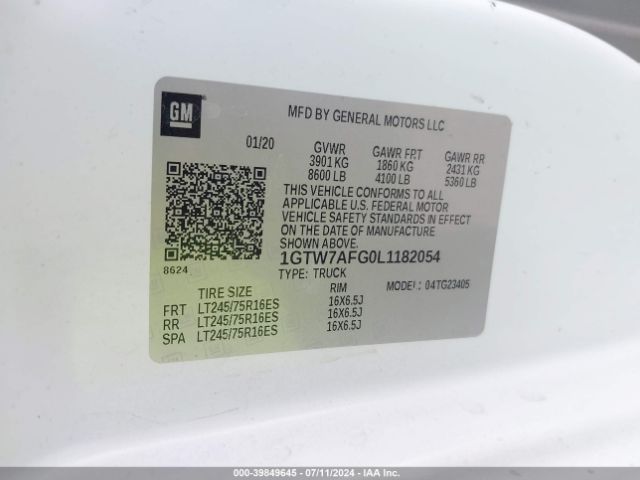 GM
MFD BY GENERAL MOTORS LLC
01/20
GVWR GAWR FRT GAWR RR
3901 KG 1860 KG 2431 KG
8600 LB 4100 LB 5360 LB
THIS VEHICLE CONFORMS TO ALL
APPLICABLE U.S. FEDERAL MOTOR
VEHICLE SAFETY STANDARDS IN EFFECT
ON THE DATE OF MANUFACTURE
SHOWN ABOVE.
1GTW7AFG0L1182054
8624
TYPE: TRUCK MODEL: 04TG23405
TIRE SIZE RIM
FRT LT245/75R16ES 16X6.5J
RR LT245/75R16ES 16X6.5J
SPA LT245/75R16ES 16X6.5J
000-39849645 - 07/11/2024 - IAA Inc.